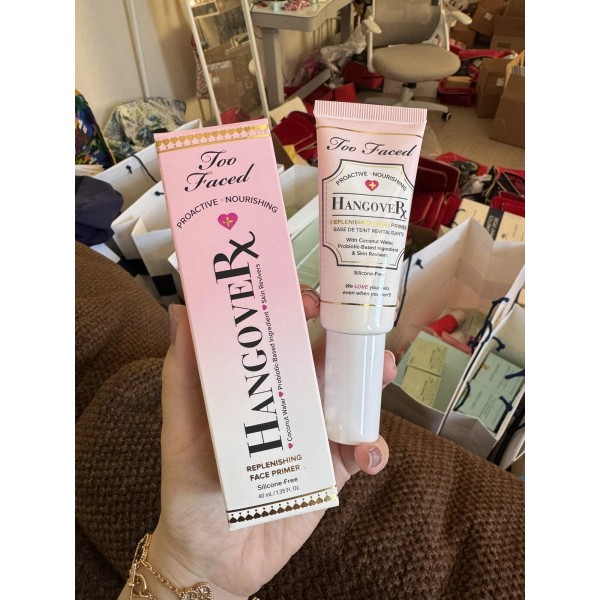 Too
Faced
PROACTIVE · NOURISHING
HANGOVERx
Coconut Water ♥ Probiotic-Based Ingredient ♥ Skin Revivers
REPLENISHING
FACE PRIMER
Silicone-Free
40 mL / 1.35 fl. Oz.
Too Faced
PROACTIVE · NOURISHING
HANGOVERx
REPLENISHING PRIMER
BASE DE TEINT REVITALISANTE
With Coconut Water,
Probiotic-Based Ingredient
& Skin Revivers
Silicone-Free
We LOVE your skin,
even when you don't!